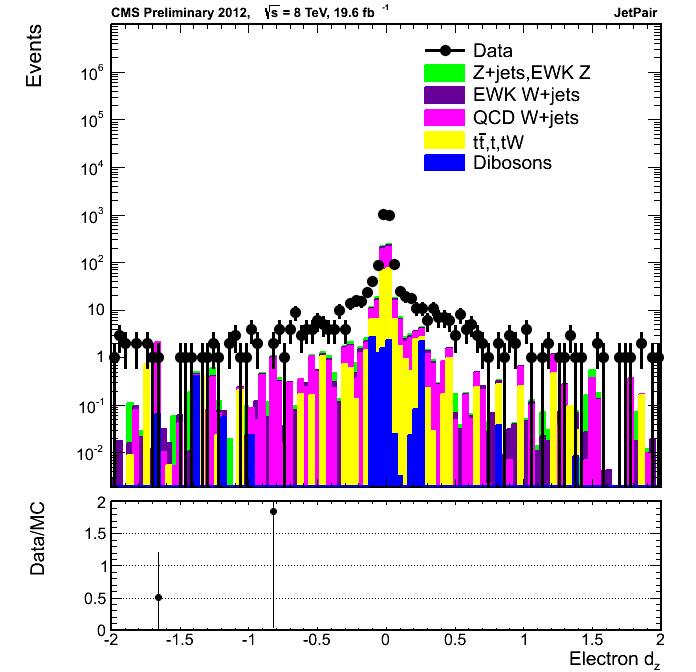 CMS Preliminary 2012, √s = 8 TeV, 19.6 fb⁻¹ JetPair
Events
Data
Z+jets,EWK Z
EWK W+jets
QCD W+jets
tt̄,t,tW
Dibosons
10⁶
10⁵
10⁴
10³
10²
10
1
10⁻¹
10⁻²
Data/MC
2
1.5
1
0.5
0
-2 -1.5 -1 -0.5 0 0.5 1 1.5 2
Electron d_z